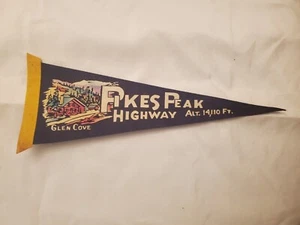 PIKES PEAK
HIGHWAY ALT. 14,110 FT.
GLEN COVE